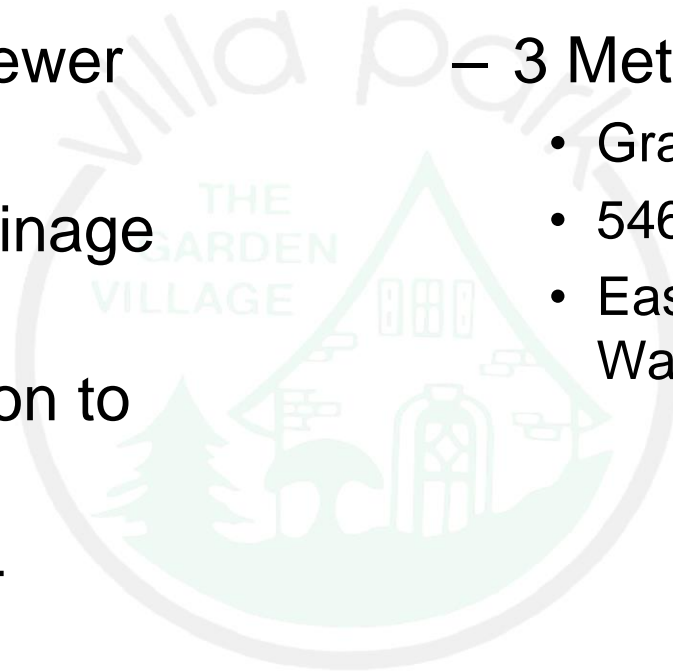 villa park
THE
GARDEN
VILLAGE
ewer
inage
on to
– 3 Met
• Gra
• 546
• Eas
Wa